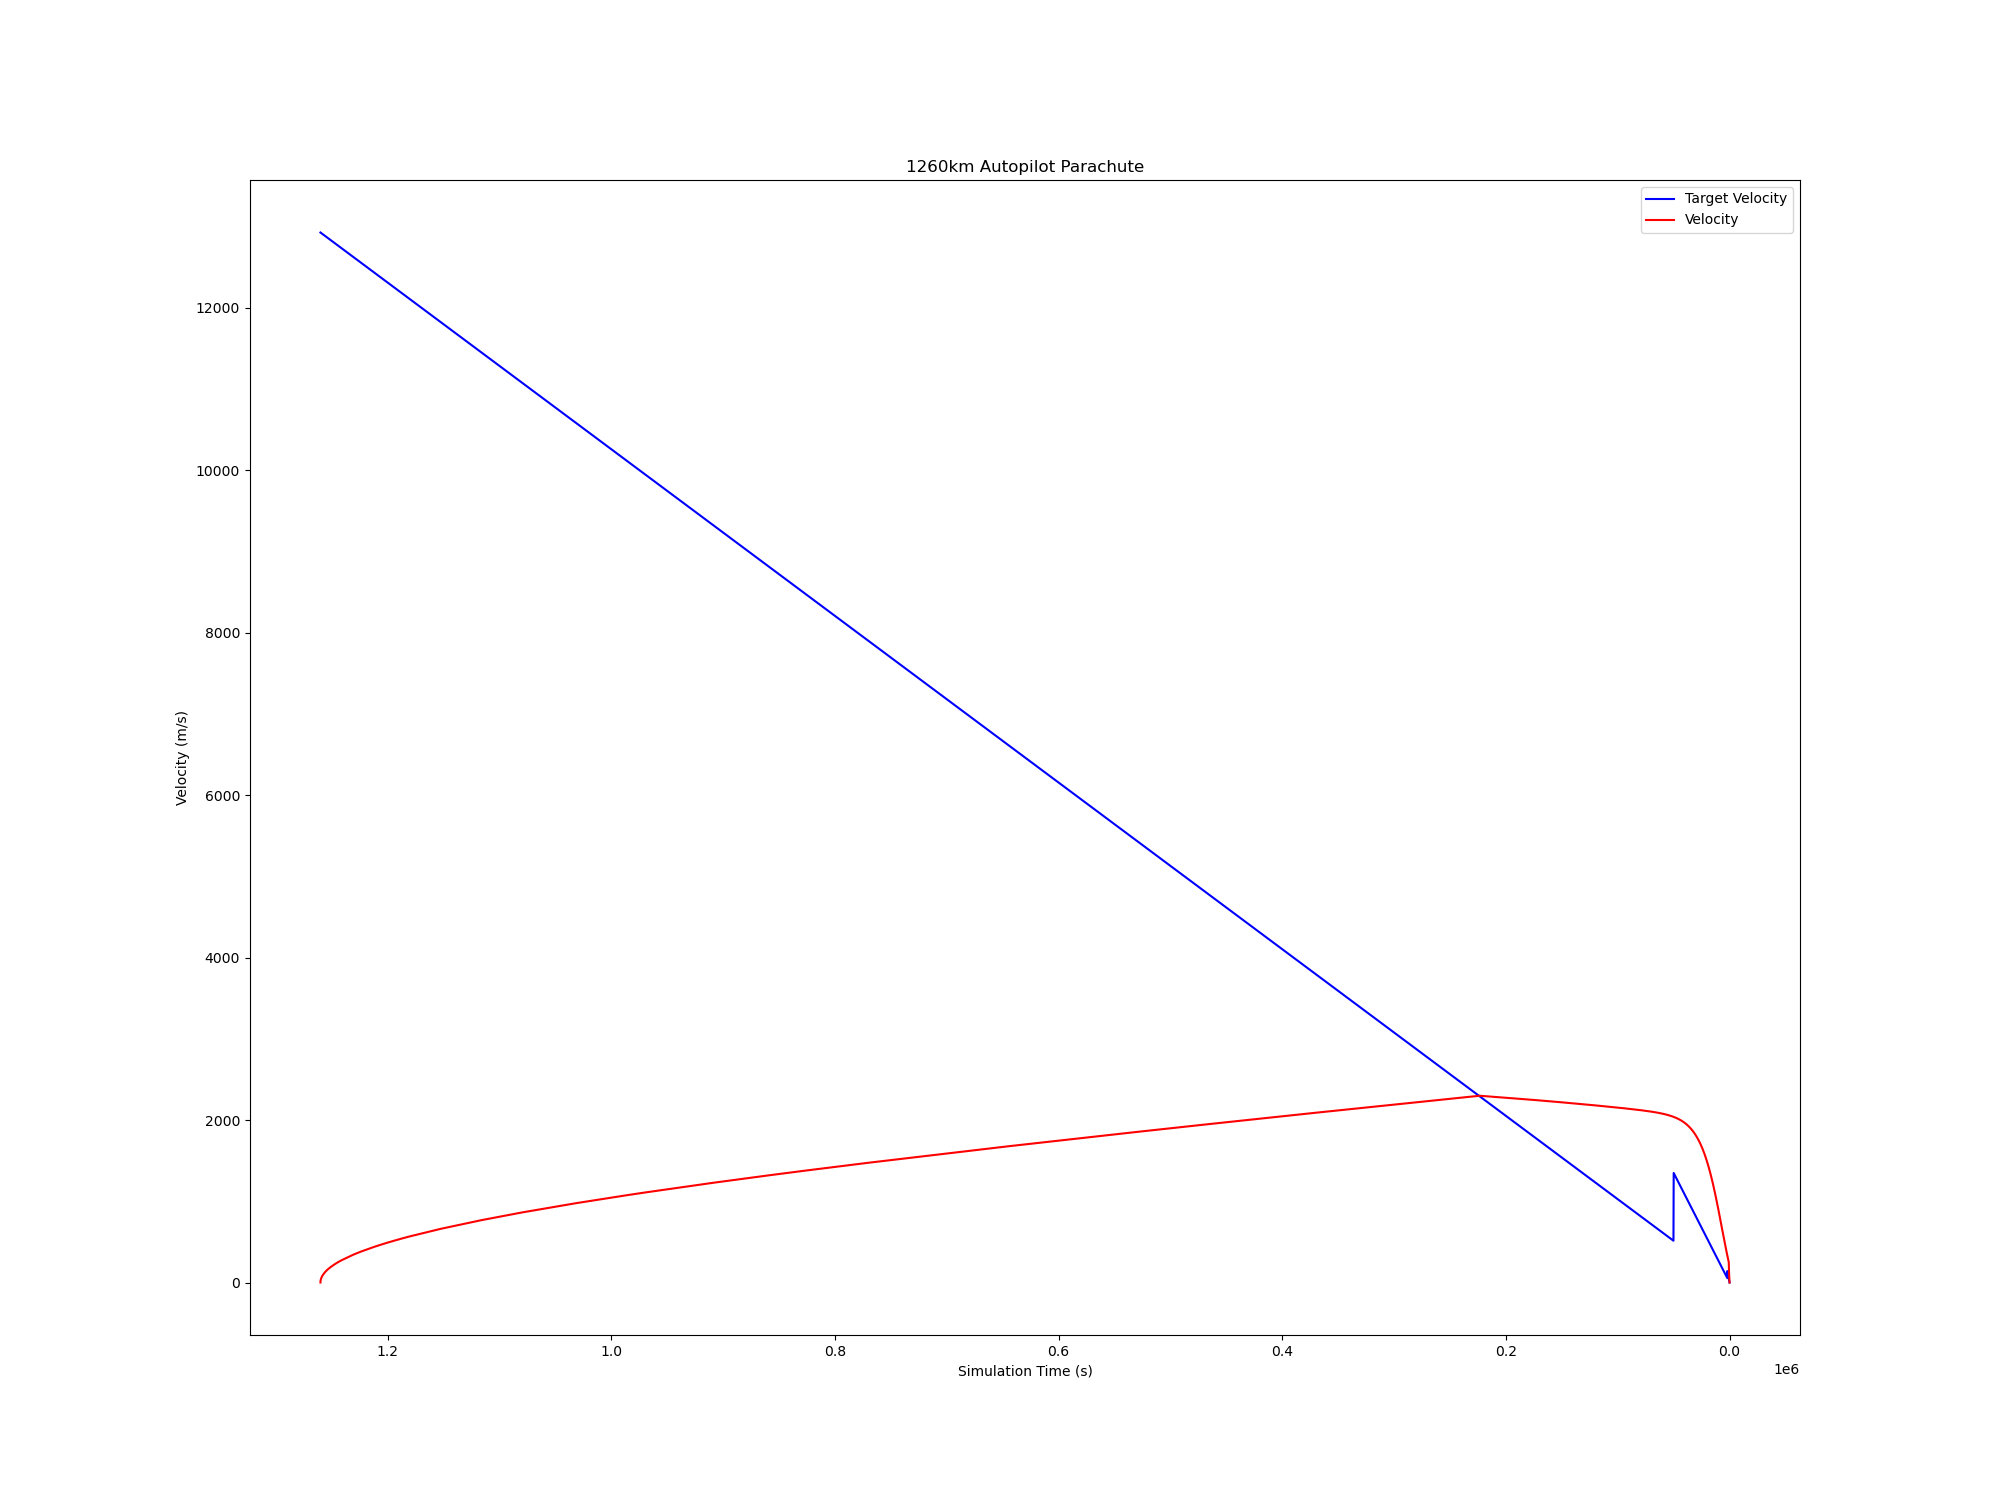 1260km Autopilot Parachute
Target Velocity
Velocity
12000
10000
8000
6000
4000
2000
0
Velocity (m/s)
1.2 1.0 0.8 0.6 0.4 0.2 0.0
1e6
Simulation Time (s)